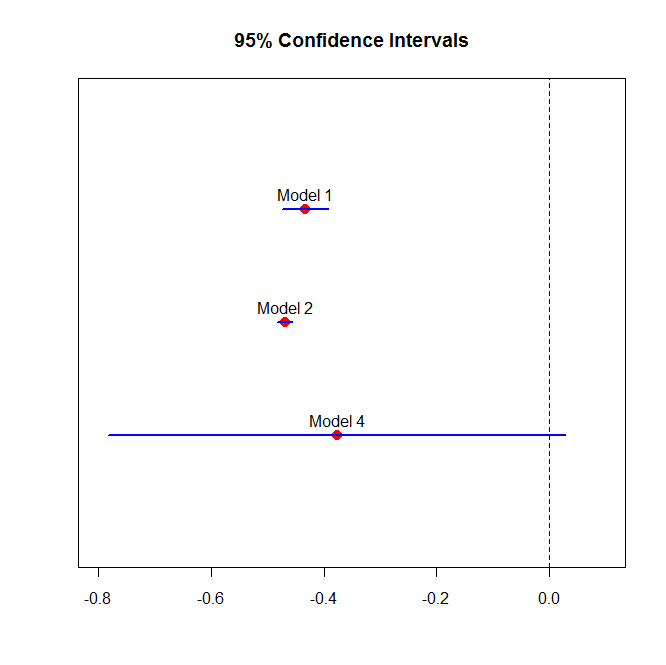 95% Confidence Intervals
Model 1
Model 2
Model 4
-0.8 -0.6 -0.4 -0.2 0.0